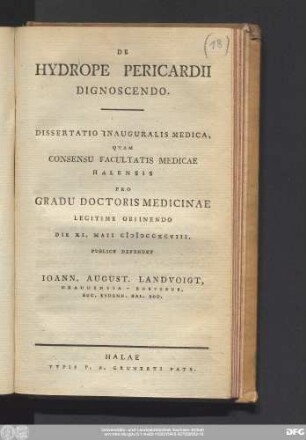 (18)
DE
HYDROPE PERICARDII
DIGNOSCENDO.
DISSERTATIO INAUGURALIS MEDICA,
QUAM
CONSENSU FACULTATIS MEDICAE
HALENSIS
PRO
GRADU DOCTORIS MEDICINAE
LEGITIME OBTINENDO
DIE XI. MAII CIƆIƆCCXCVIII.
PUBLICE DEFENDET
IOANN. AUGUST. LANDVOIGT,
HALAE
TYPIS F. A. GRUNERTI PATR.